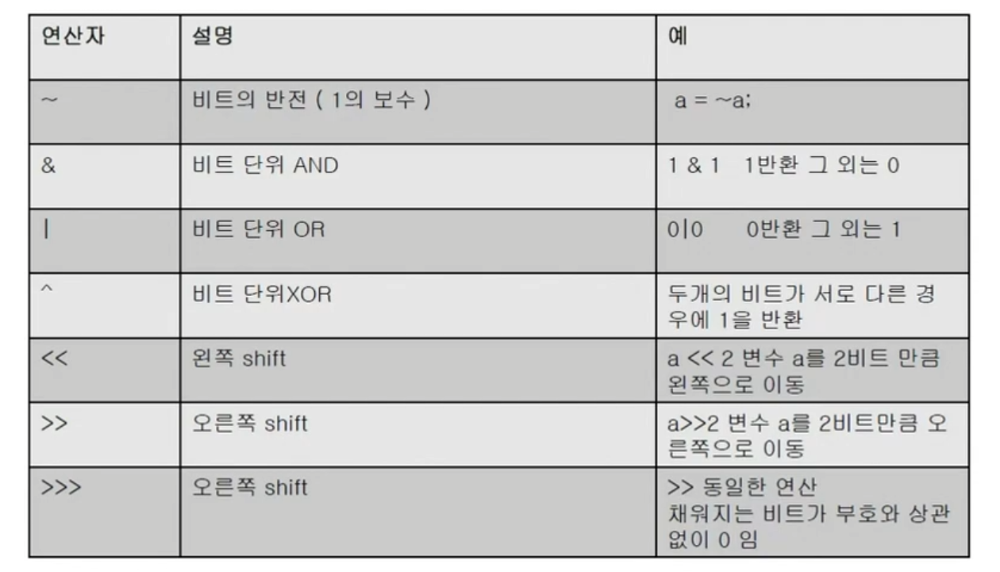 연산자 설명 예
~ 비트의 반전 ( 1의 보수 ) a = ~a;
& 비트 단위 AND 1 & 1 1반환 그 외는 0
| 비트 단위 OR 0|0 0반환 그 외는 1
^ 비트 단위XOR 두개의 비트가 서로 다른 경
우에 1을 반환
<< 왼쪽 shift a << 2 변수 a를 2비트 만큼
왼쪽으로 이동
>> 오른쪽 shift a>>2 변수 a를 2비트만큼 오
른쪽으로 이동
>>> 오른쪽 shift >> 동일한 연산
채워지는 비트가 부호와 상관
없이 0 임